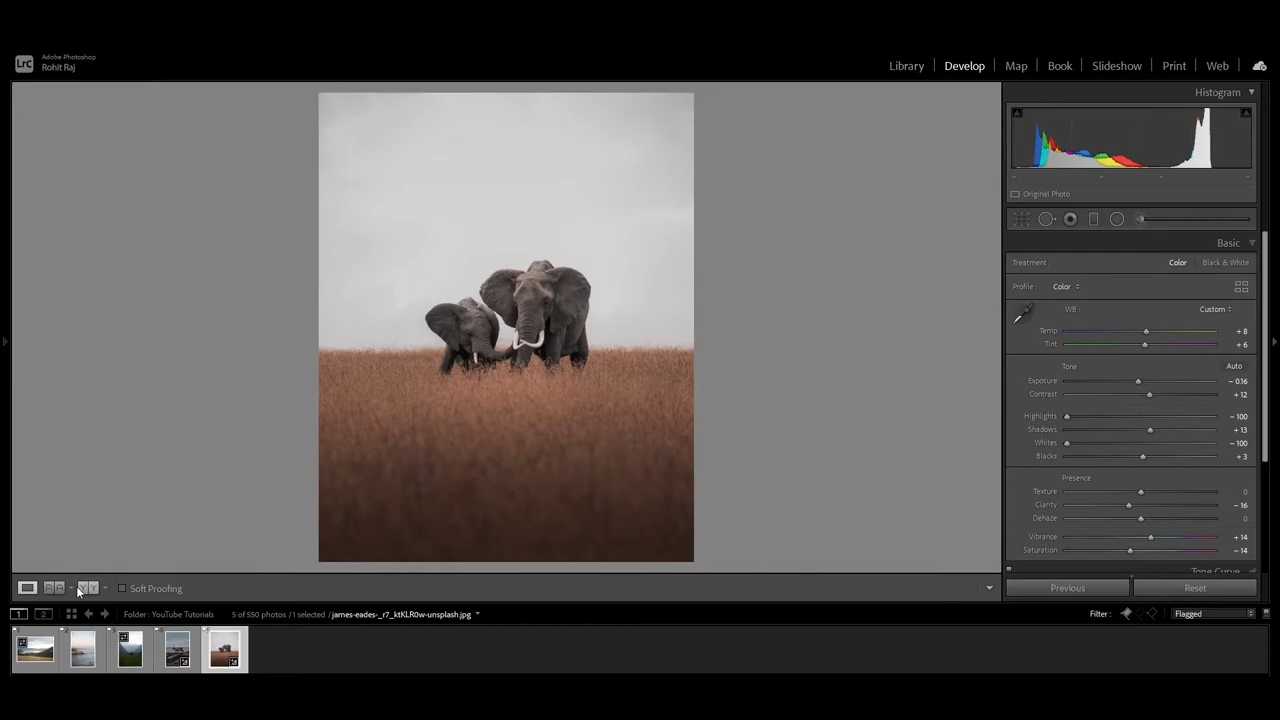 LrC
Adobe Photoshop
Rohit Raj
Library
Develop
Map
Book
Slideshow
Print
Web
Histogram
Original Photo
Basic
Treatment :
Color
Black & White
Profile :
Color
WB :
Custom
Temp
+ 8
Tint
+ 6
Tone
Auto
Exposure
− 0.16
Contrast
+ 12
Highlights
− 100
Shadows
+ 13
Whites
− 100
Blacks
+ 3
Presence
Texture
0
Clarity
− 16
Dehaze
0
Vibrance
+ 14
Saturation
− 14
Tone Curve
R A
Y Y
Soft Proofing
Previous
Reset
1
2
Folder : YouTube Tutorials
5 of 550 photos / 1 selected / james-eades-_r7_ktKLR0w-unsplash.jpg
Filter :
Flagged